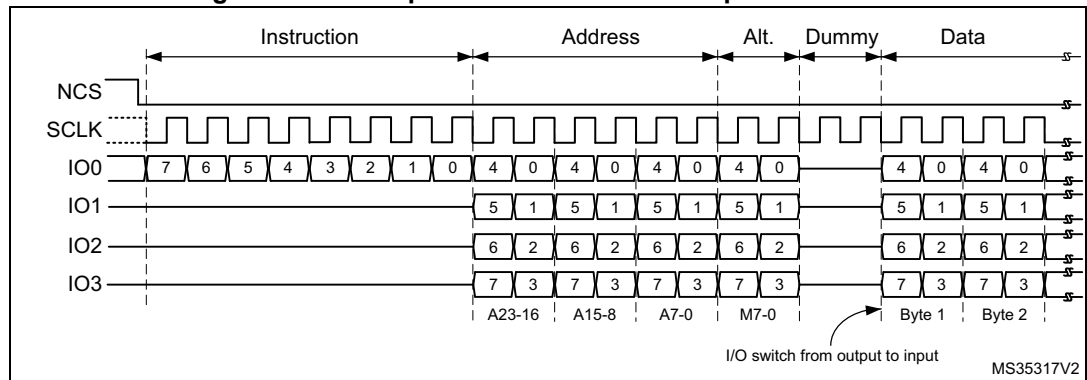 Instruction Address Alt. Dummy Data
NCS
SCLK
IO0 7 6 5 4 3 2 1 0 4 0 4 0 4 0 4 0 4 0 4 0
IO1 5 1 5 1 5 1 5 1 5 1 5 1
IO2 6 2 6 2 6 2 6 2 6 2 6 2
IO3 7 3 7 3 7 3 7 3 7 3 7 3
A23-16 A15-8 A7-0 M7-0 Byte 1 Byte 2
I/O switch from output to input
MS35317V2